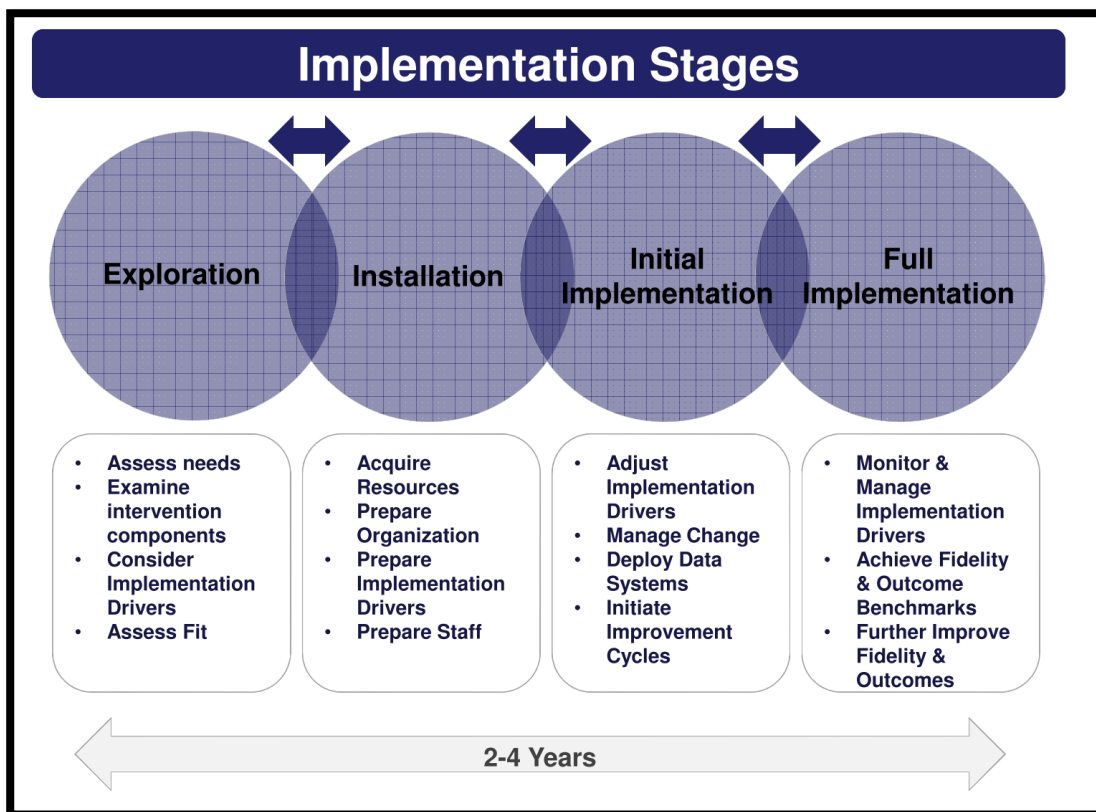 Implementation Stages
Exploration
Installation
Initial
Implementation
Full
Implementation
• Assess needs
• Examine
intervention
components
• Consider
Implementation
Drivers
• Assess Fit
• Acquire
Resources
• Prepare
Organization
• Prepare
Implementation
Drivers
• Prepare Staff
• Adjust
Implementation
Drivers
• Manage Change
• Deploy Data
Systems
• Initiate
Improvement
Cycles
• Monitor &
Manage
Implementation
Drivers
• Achieve Fidelity
& Outcome
Benchmarks
• Further Improve
Fidelity &
Outcomes
2-4 Years